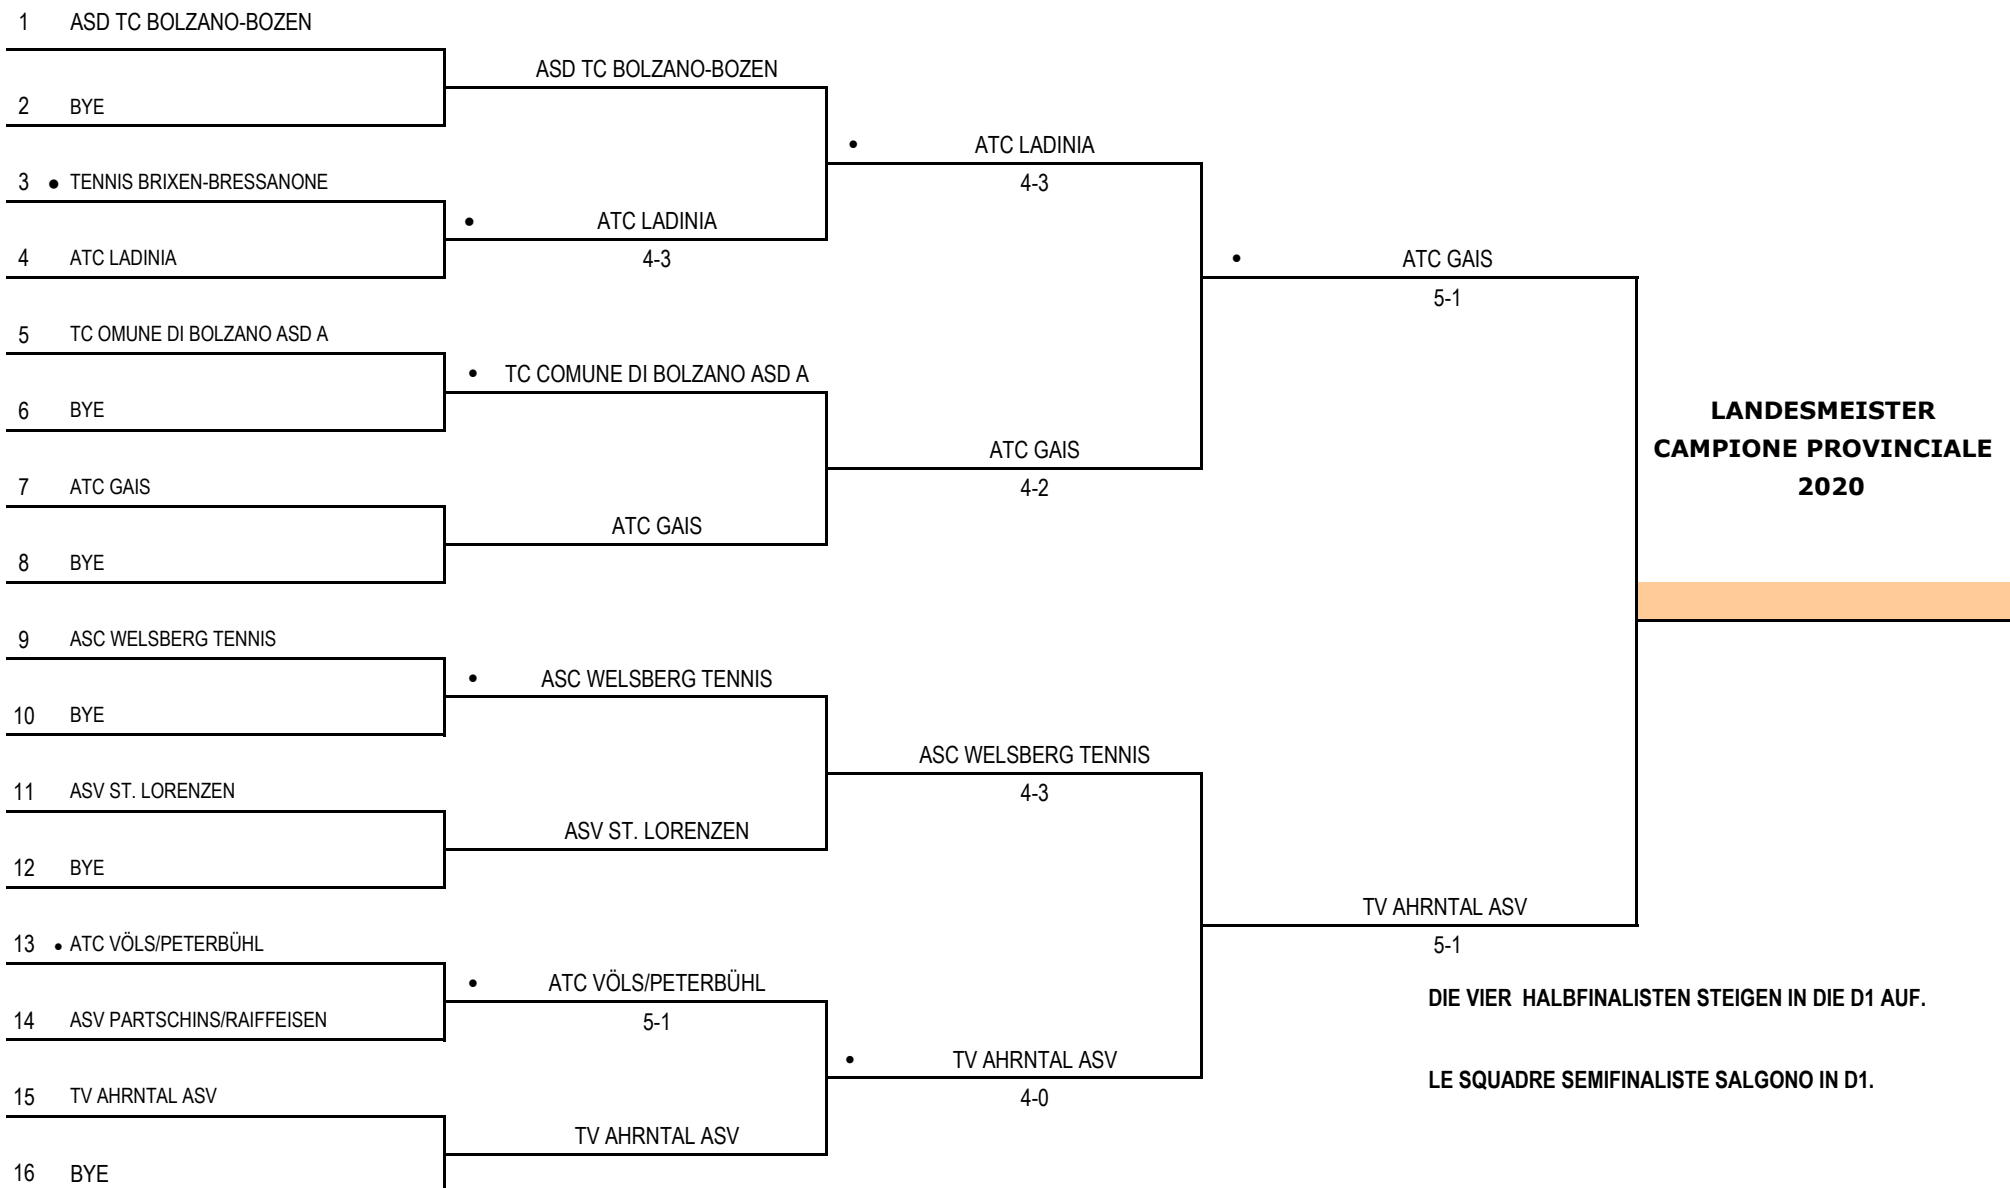 1 ASD TC BOLZANO-BOZEN
ASD TC BOLZANO-BOZEN
2 BYE
• ATC LADINIA
3 • TENNIS BRIXEN-BRESSANONE
4-3
• ATC LADINIA
4 ATC LADINIA
4-3
• ATC GAIS
5-1
5 TC OMUNE DI BOLZANO ASD A
• TC COMUNE DI BOLZANO ASD A
6 BYE
LANDESMEISTER
CAMPIONE PROVINCIALE
2020
ATC GAIS
4-2
7 ATC GAIS
ATC GAIS
8 BYE
9 ASC WELSBERG TENNIS
• ASC WELSBERG TENNIS
10 BYE
ASC WELSBERG TENNIS
4-3
11 ASV ST. LORENZEN
ASV ST. LORENZEN
12 BYE
TV AHRNTAL ASV
5-1
13 • ATC VÖLS/PETERBÜHL
• ATC VÖLS/PETERBÜHL
5-1
DIE VIER HALBFINALISTEN STEIGEN IN DIE D1 AUF.
14 ASV PARTSCHINS/RAIFFEISEN
• TV AHRNTAL ASV
4-0
LE SQUADRE SEMIFINALISTE SALGONO IN D1.
15 TV AHRNTAL ASV
TV AHRNTAL ASV
16 BYE